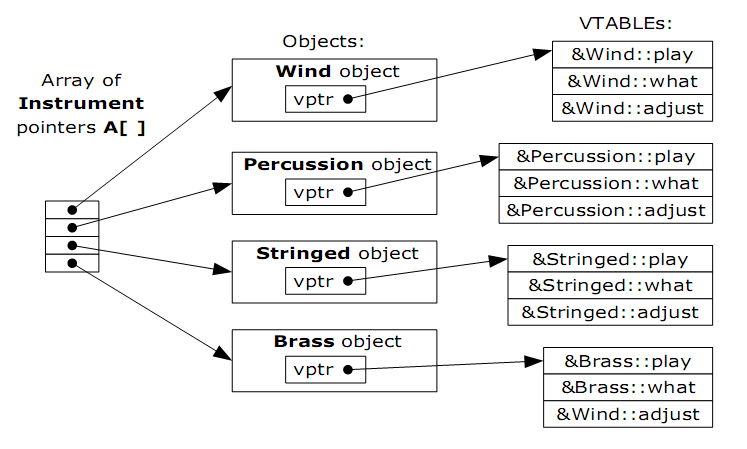 Array of
Instrument
pointers A[ ]
Objects:
Wind object
vptr
Percussion object
vptr
Stringed object
vptr
Brass object
vptr
VTABLEs:
&Wind::play
&Wind::what
&Wind::adjust
&Percussion::play
&Percussion::what
&Percussion::adjust
&Stringed::play
&Stringed::what
&Stringed::adjust
&Brass::play
&Brass::what
&Wind::adjust